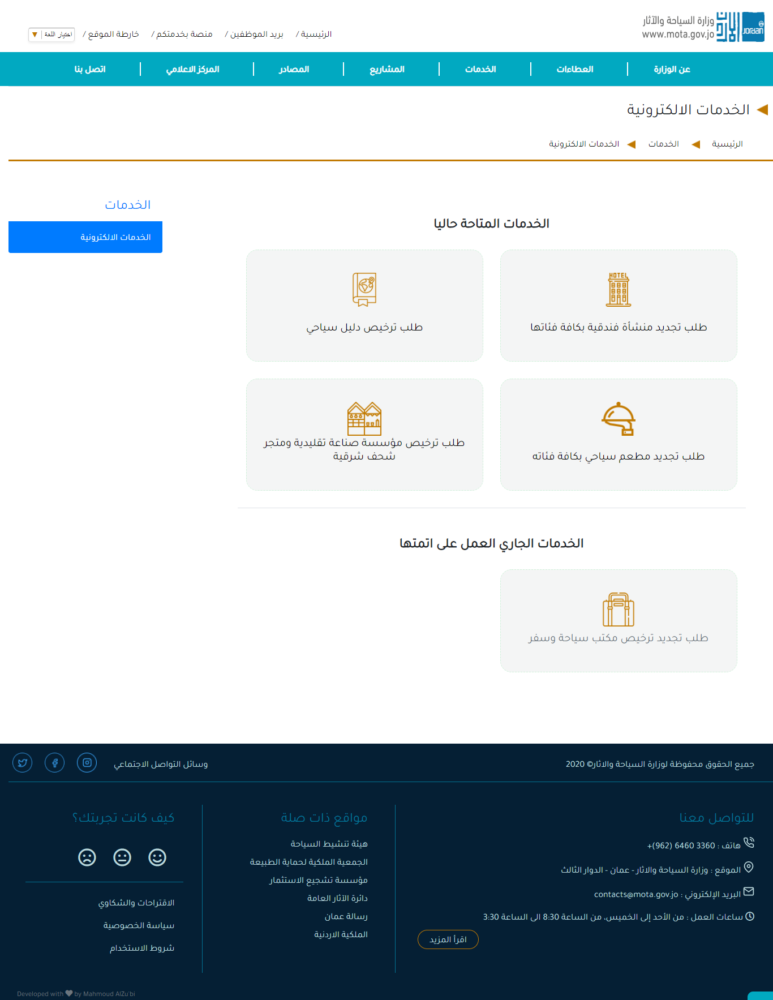 وزارة السياحة والآثار
www.mota.gov.jo
Jordan
الرئيسية /
بريد الموظفين /
منصة بخدمتكم /
خارطة الموقع /
اختيار اللغة
عن الوزارة
العطاءات
الخدمات
المشاريع
المصادر
المركز الاعلامي
اتصل بنا
الخدمات الالكترونية
الرئيسية
الخدمات
الخدمات الالكترونية
الخدمات
الخدمات الالكترونية
الخدمات المتاحة حاليا
HOTEL
طلب تجديد منشأة فندقية بكافة فئاتها
طلب ترخيص دليل سياحي
طلب تجديد مطعم سياحي بكافة فئاته
طلب ترخيص مؤسسة صناعة تقليدية ومتجر
شحف شرقية
الخدمات الجاري العمل على اتمتها
طلب تجديد ترخيص مكتب سياحة وسفر
جميع الحقوق محفوظة لوزارة السياحة والاثار© 2020
وسائل التواصل الاجتماعي
للتواصل معنا
هاتف : 3360 6460 (962)+
الموقع : وزارة السياحة والاثار - عمان - الدوار الثالث
البريد الإلكتروني : contacts@mota.gov.jo
ساعات العمل : من الأحد إلى الخميس، من الساعة 8:30 الى الساعة 3:30
اقرأ المزيد
مواقع ذات صلة
هيئة تنشيط السياحة
الجمعية الملكية لحماية الطبيعة
مؤسسة تشجيع الاستثمار
دائرة الآثار العامة
رسالة عمان
الملكية الاردنية
كيف كانت تجربتك؟
الاقتراحات والشكاوي
سياسة الخصوصية
شروط الاستخدام
Developed with ♥ by Mahmoud AlZu'bi